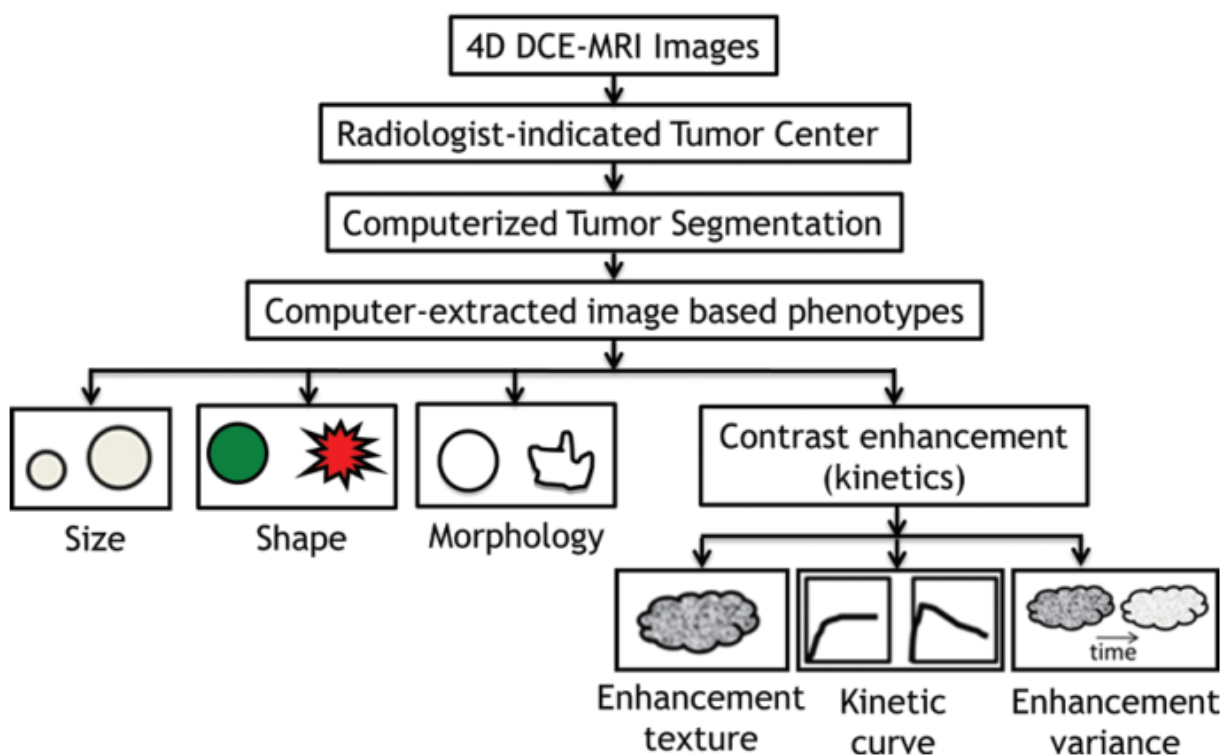 4D DCE-MRI Images
Radiologist-indicated Tumor Center
Computerized Tumor Segmentation
Computer-extracted image based phenotypes
Size
Shape
Morphology
Contrast enhancement
(kinetics)
time
Enhancement
texture
Kinetic
curve
Enhancement
variance